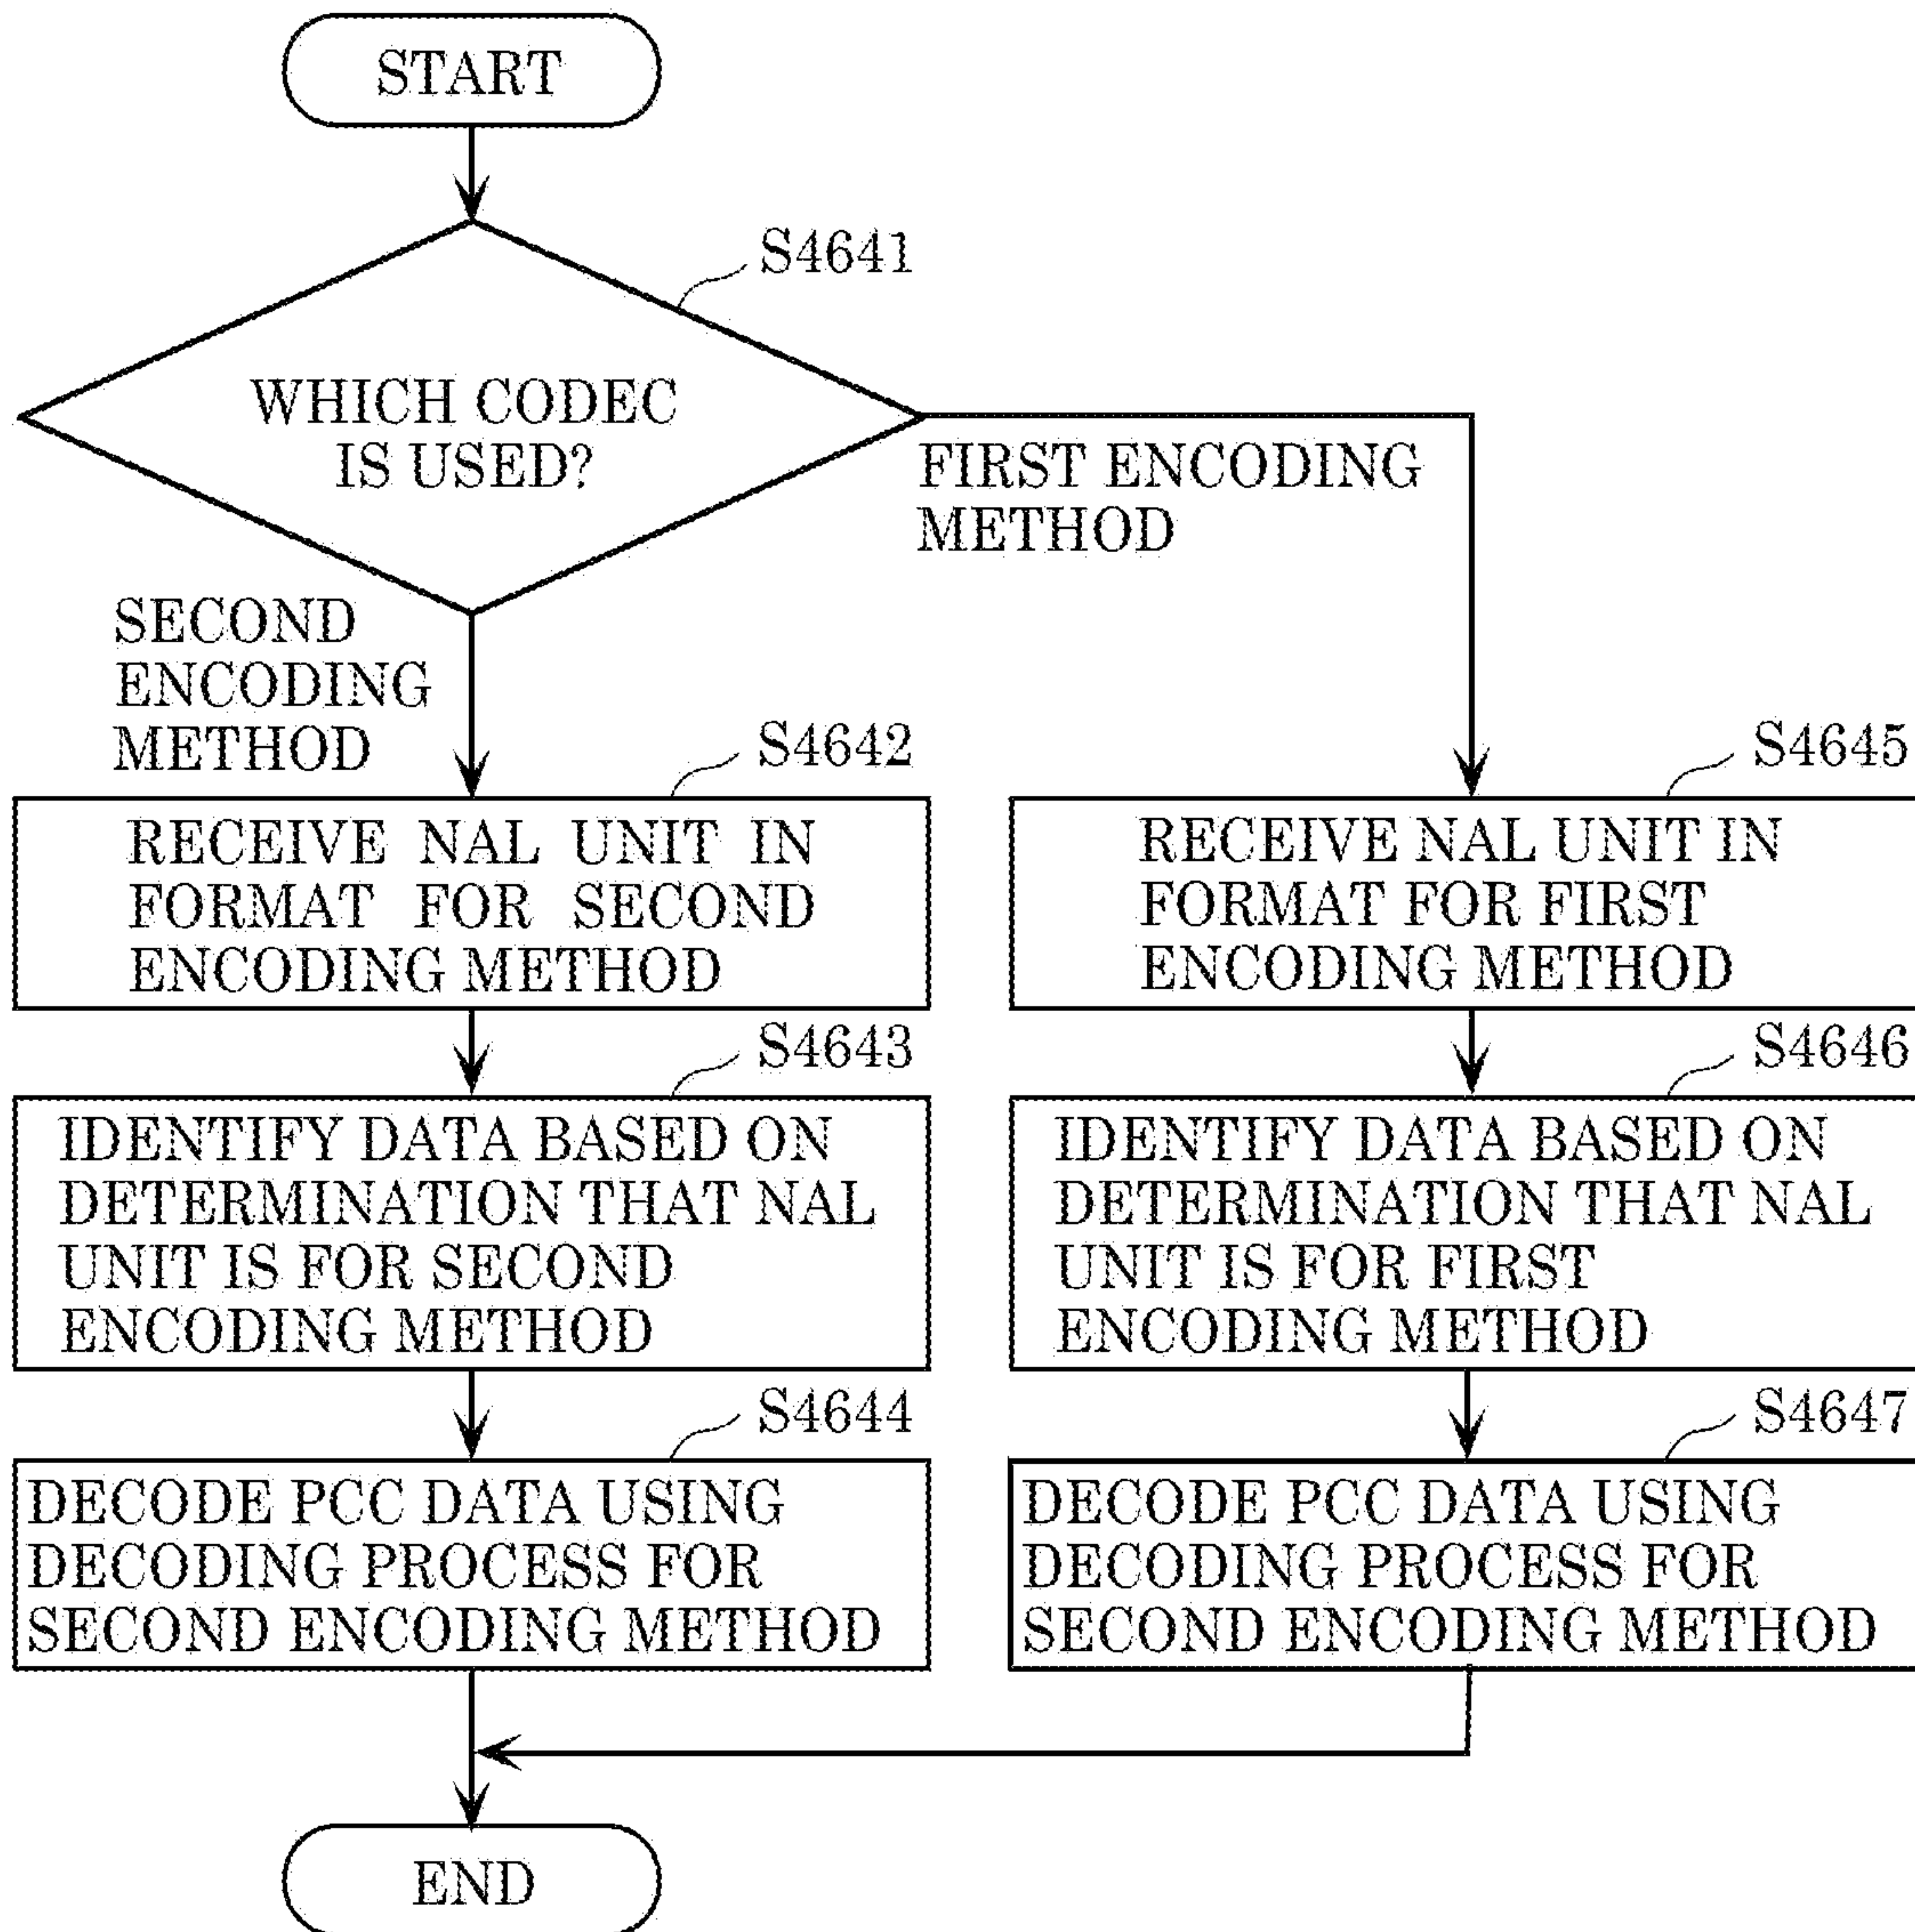 START
S4641
WHICH CODEC
IS USED?
FIRST ENCODING
METHOD
SECOND
ENCODING
METHOD
S4642
RECEIVE NAL UNIT IN
FORMAT FOR SECOND
ENCODING METHOD
S4643
IDENTIFY DATA BASED ON
DETERMINATION THAT NAL
UNIT IS FOR SECOND
ENCODING METHOD
S4644
DECODE PCC DATA USING
DECODING PROCESS FOR
SECOND ENCODING METHOD
S4645
RECEIVE NAL UNIT IN
FORMAT FOR FIRST
ENCODING METHOD
S4646
IDENTIFY DATA BASED ON
DETERMINATION THAT NAL
UNIT IS FOR FIRST
ENCODING METHOD
S4647
DECODE PCC DATA USING
DECODING PROCESS FOR
SECOND ENCODING METHOD
END